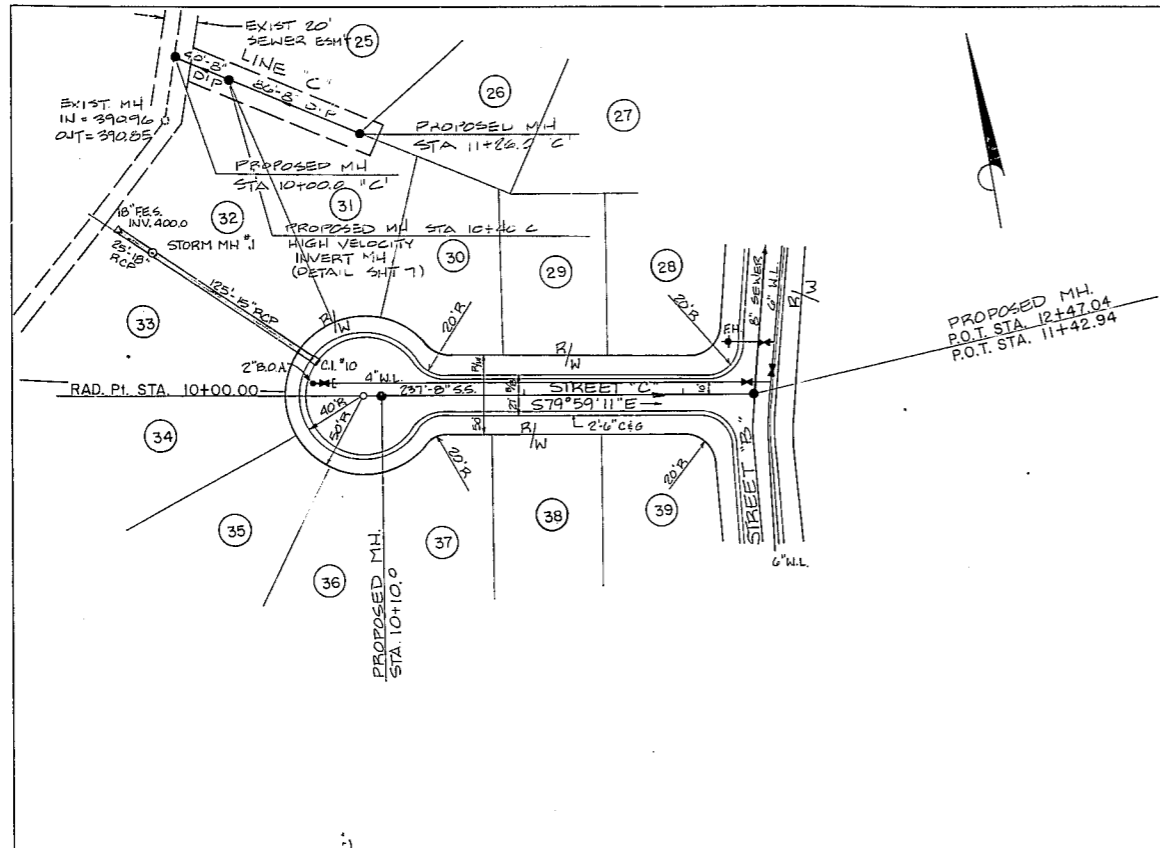 EXIST 20'
SEWER ESM'T
25
LINE "C"
40'-8"
DIP
86'-8" DIP
26
27
EXIST. MH
IN = 390.96
OUT = 390.85
PROPOSED MH
STA 11+26.2 "C"
PROPOSED MH
STA 10+00.0 "C"
31
32
18" F.E.S.
INV. 400.0
STORM MH #1
25'-18"
RCP
PROPOSED MH STA 10+40 C
HIGH VELOCITY
INVERT MH
(DETAIL SHT 7)
30
29
28
125'-15" RCP
33
R/W
20'R
20'R
F.H.
8" SEWER
6" W.L.
R/W
PROPOSED MH.
P.O.T. STA. 12+47.04
P.O.T. STA. 11+42.94
R/W
R/W
2" B.O.A.
C.I. #10
4" W.L.
237'-8" S.S.
STREET "C"
RAD. Pt. STA. 10+00.00
S79°59'11"E
27'
50'
40'R
50'R
2'-6" C&G
R/W
34
20'R
20'R
STREET "B"
35
36
37
38
39
6" W.L.
PROPOSED MH.
STA. 10+10.0